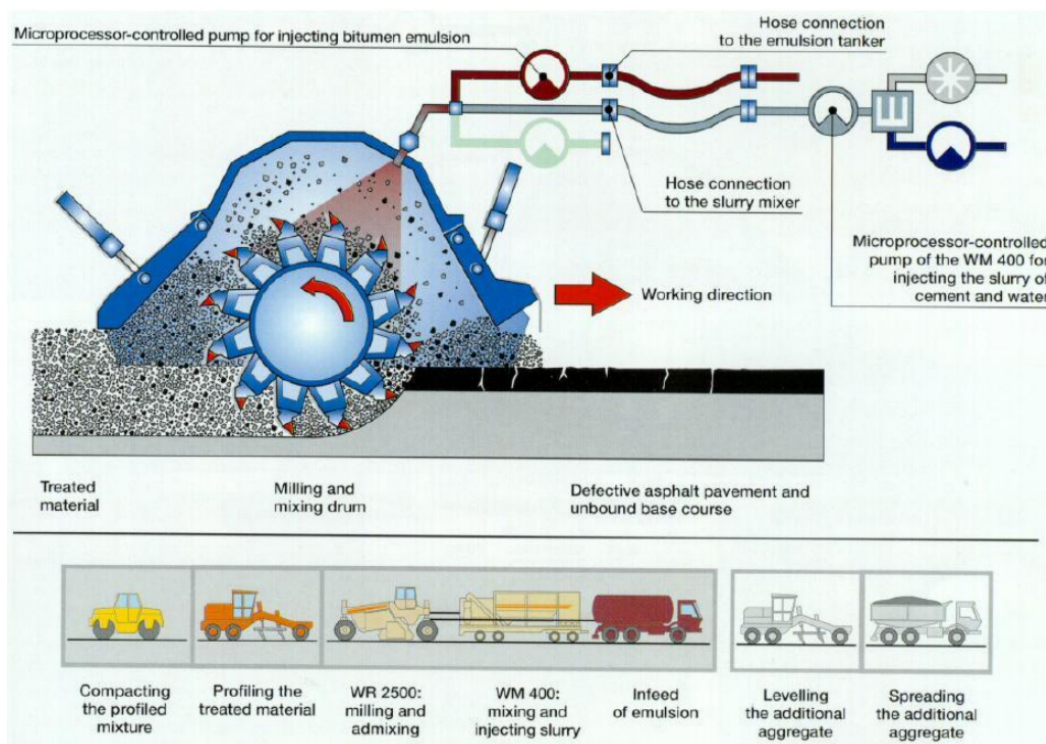 Microprocessor-controlled pump for injecting bitumen emulsion
Hose connection
to the emulsion tanker
Hose connection
to the slurry mixer
Microprocessor-controlled
pump of the WM 400 for
injecting the slurry of
cement and water
Working direction
Treated
material
Milling and
mixing drum
Defective asphalt pavement and
unbound base course
Compacting
the profiled
mixture
Profiling the
treated material
WR 2500:
milling and
admixing
WM 400:
mixing and
injecting slurry
Infeed
of emulsion
Levelling
the additional
aggregate
Spreading
the additional
aggregate